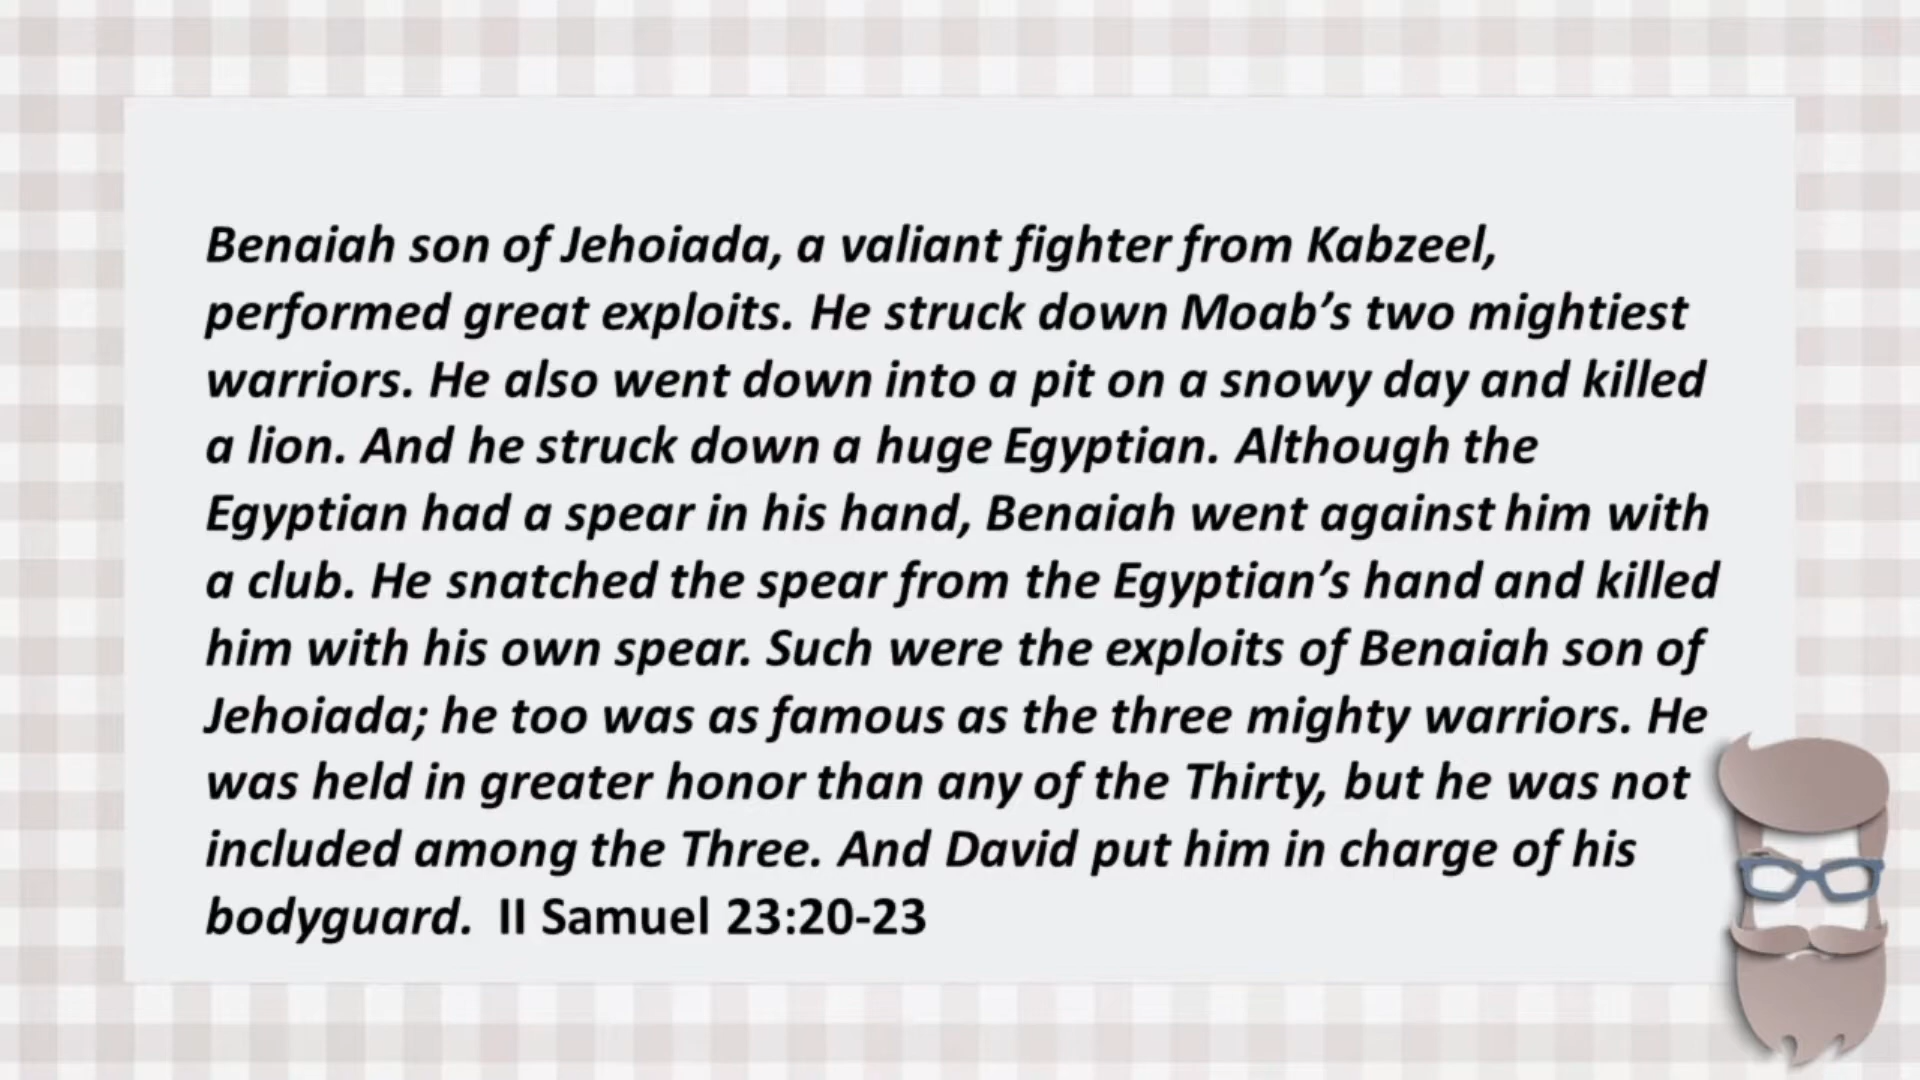 Benaiah son of Jehoiada, a valiant fighter from Kabzeel,
performed great exploits. He struck down Moab’s two mightiest
warriors. He also went down into a pit on a snowy day and killed
a lion. And he struck down a huge Egyptian. Although the
Egyptian had a spear in his hand, Benaiah went against him with
a club. He snatched the spear from the Egyptian’s hand and killed
him with his own spear. Such were the exploits of Benaiah son of
Jehoiada; he too was as famous as the three mighty warriors. He
was held in greater honor than any of the Thirty, but he was not
included among the Three. And David put him in charge of his
bodyguard.  II Samuel 23:20-23